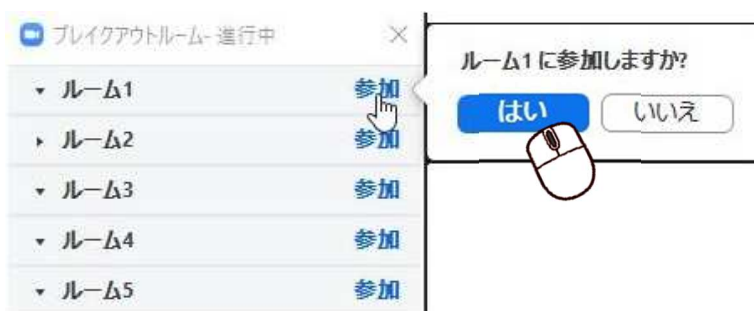 ブレイクアウトルーム- 進行中
ルーム1 参加
ルーム2 参加
ルーム3 参加
ルーム4 参加
ルーム5 参加
ルーム1 に参加しますか?
はい いいえ